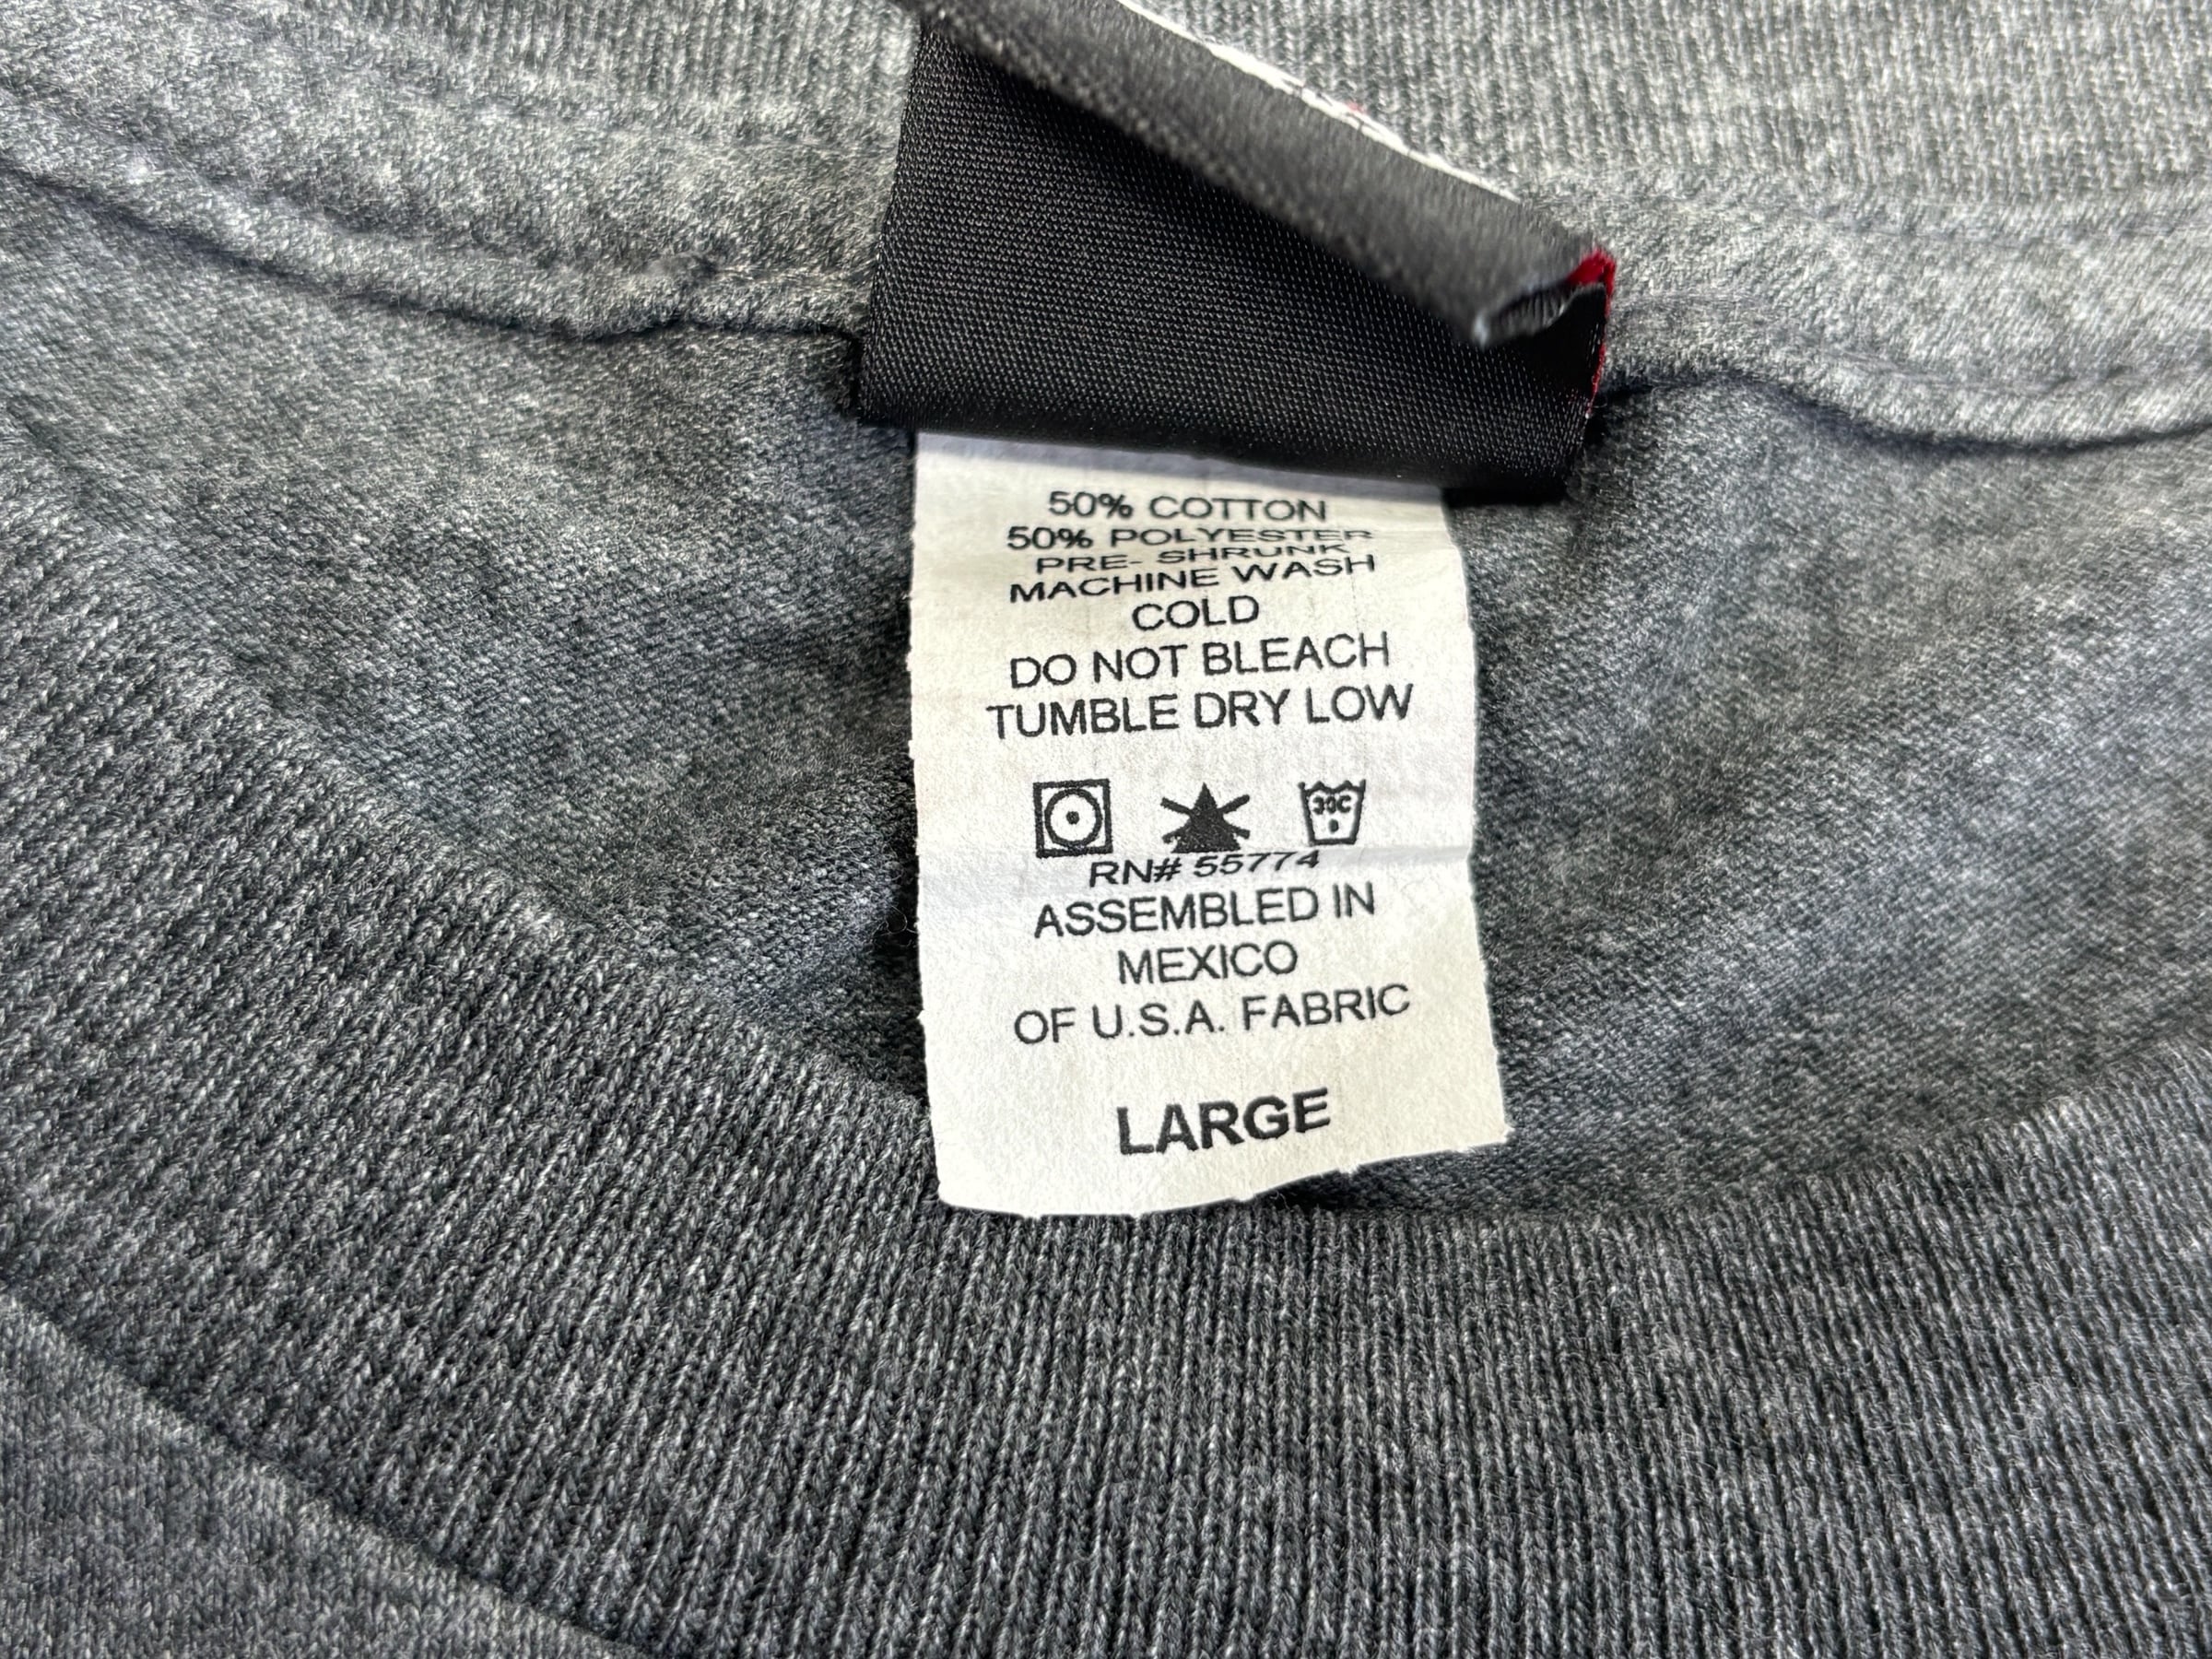 50% COTTON
50% POLYESTER
PRE- SHRUNK
MACHINE WASH
COLD
DO NOT BLEACH
TUMBLE DRY LOW
30C
RN# 55774
ASSEMBLED IN
MEXICO
OF U.S.A. FABRIC
LARGE